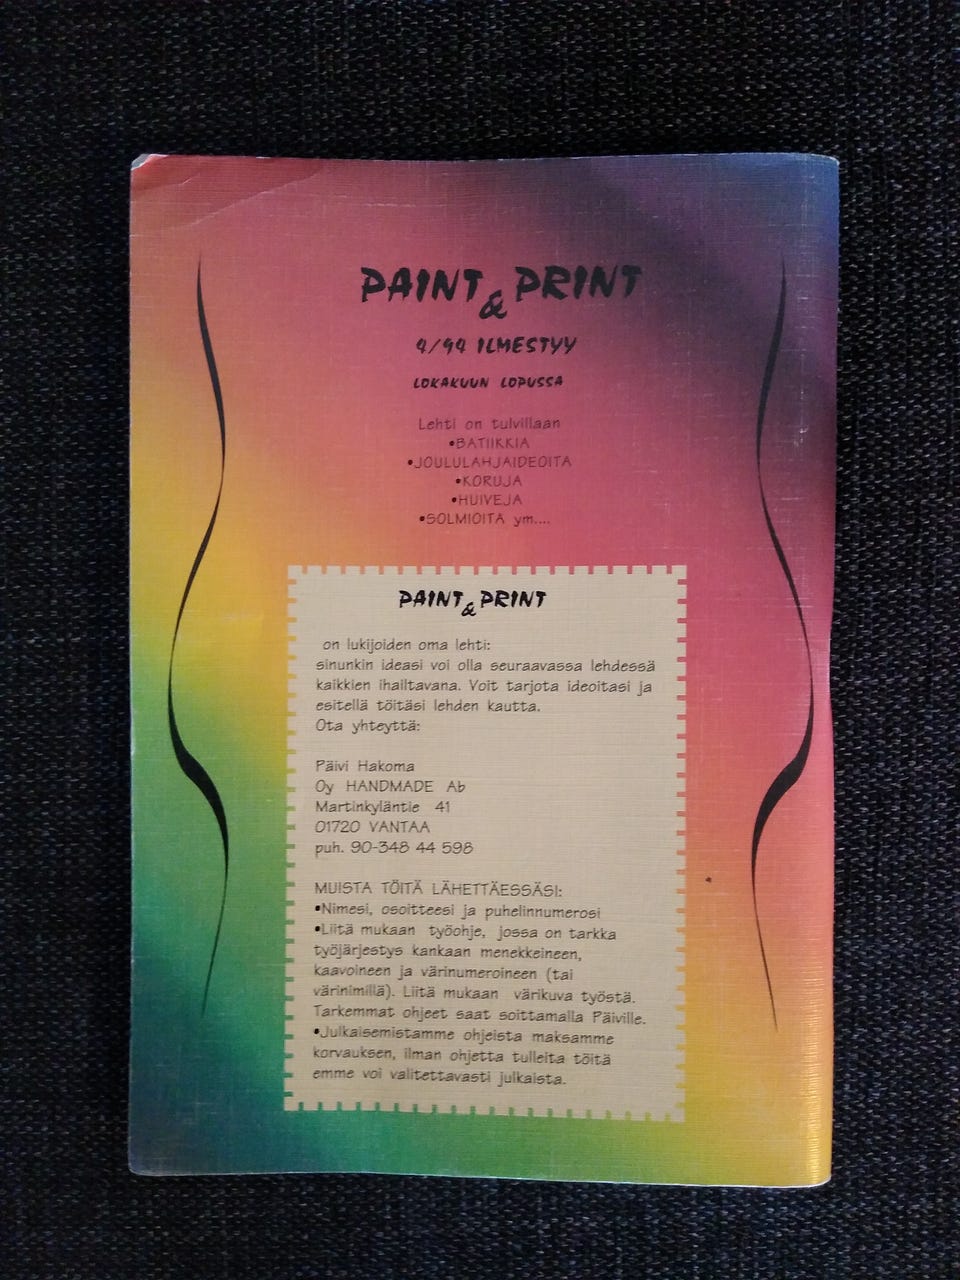 PAINT & PRINT
4/94 ILMESTYY
LOKAKUUN LOPUSSA
Lehti on tulvillaan
•BATIIKKIA
•JOULULAHJAIDEOITA
•KORUJA
•HUIVEJA
•SOLMIOITA ym....
PAINT & PRINT
on lukijoiden oma lehti:
sinunkin ideasi voi olla seuraavassa lehdessä
kaikkien ihailtavana. Voit tarjota ideoitasi ja
esitellä töitäsi lehden kautta.
Ota yhteyttä:
Päivi Hakoma
Oy HANDMADE Ab
Martinkyläntie 41
01720 VANTAA
puh. 90-348 44 598
MUISTA TÖITÄ LÄHETTÄESSÄSI:
•Nimesi, osoitteesi ja puhelinnumerosi
•Liitä mukaan työohje, jossa on tarkka
työjärjestys kankaan menekkeineen,
kaavoineen ja värinumeroineen (tai
värinimillä). Liitä mukaan värikuva työstä.
Tarkemmat ohjeet saat soittamalla Päiville.
•Julkaisemistamme ohjeista maksamme
korvauksen, ilman ohjetta tulleita töitä
emme voi valitettavasti julkaista.